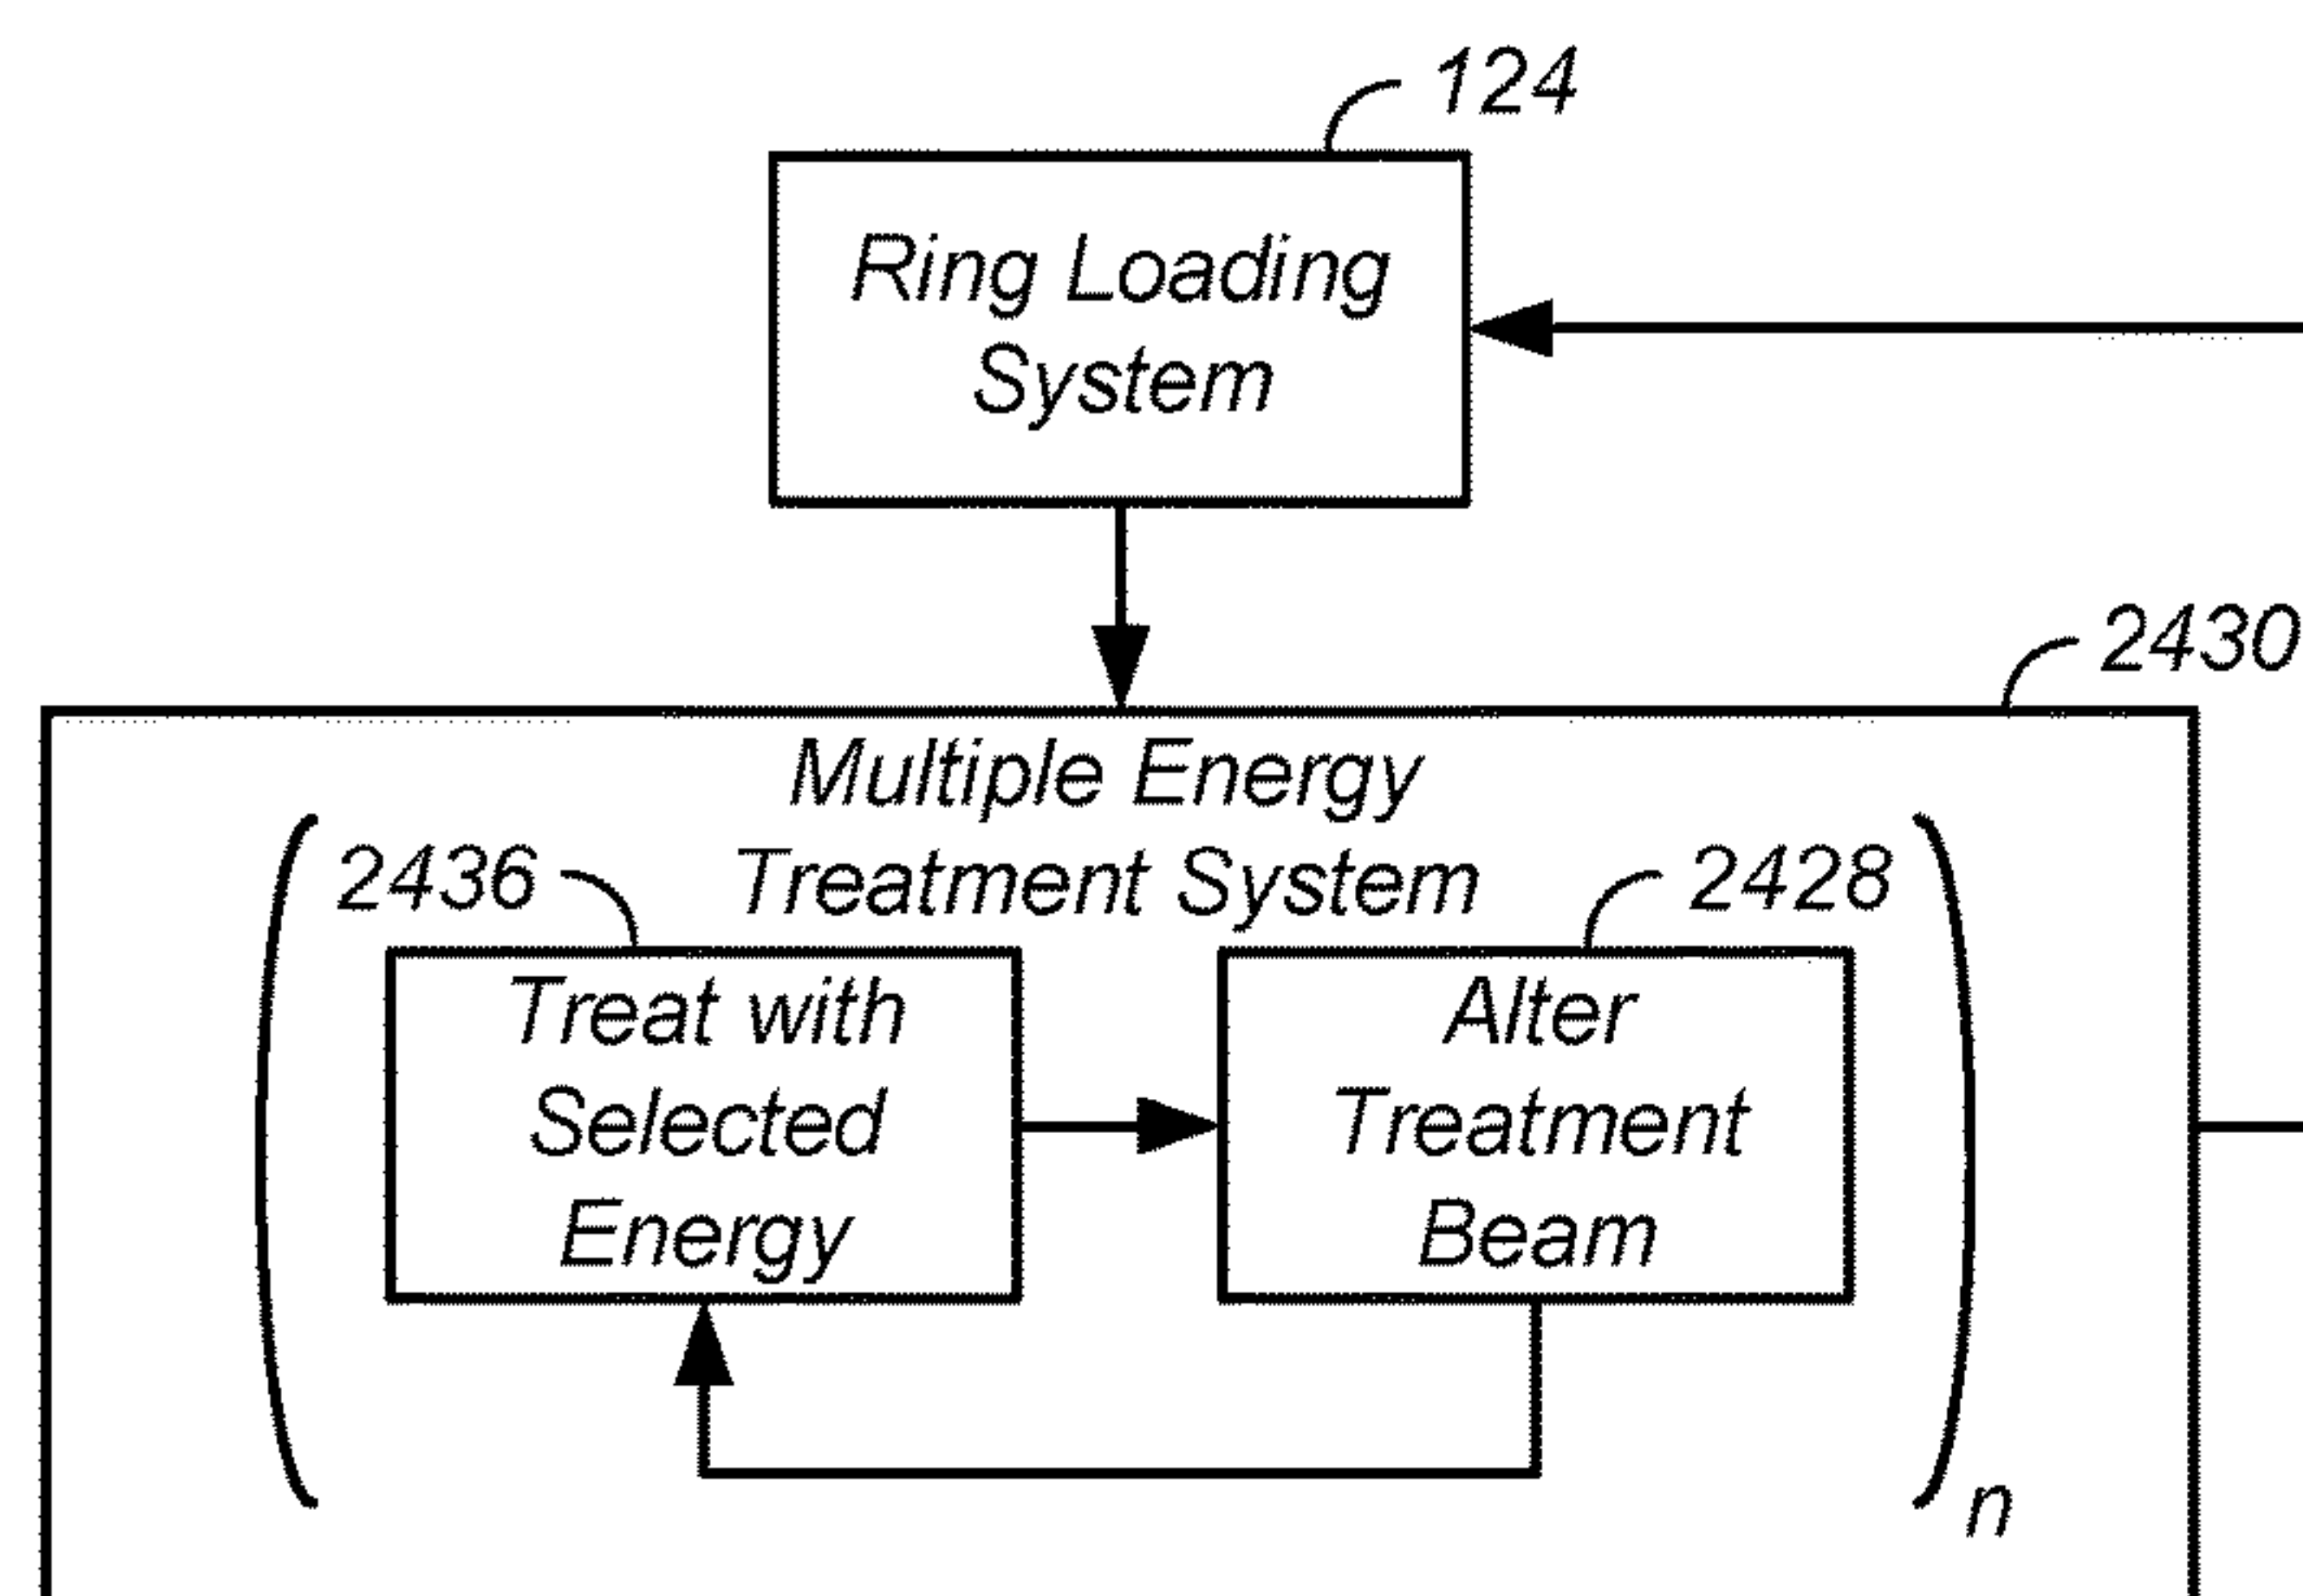 124
Ring Loading
System
2430
Multiple Energy
Treatment System
2436
2428
Treat with
Selected
Energy
Alter
Treatment
Beam
n